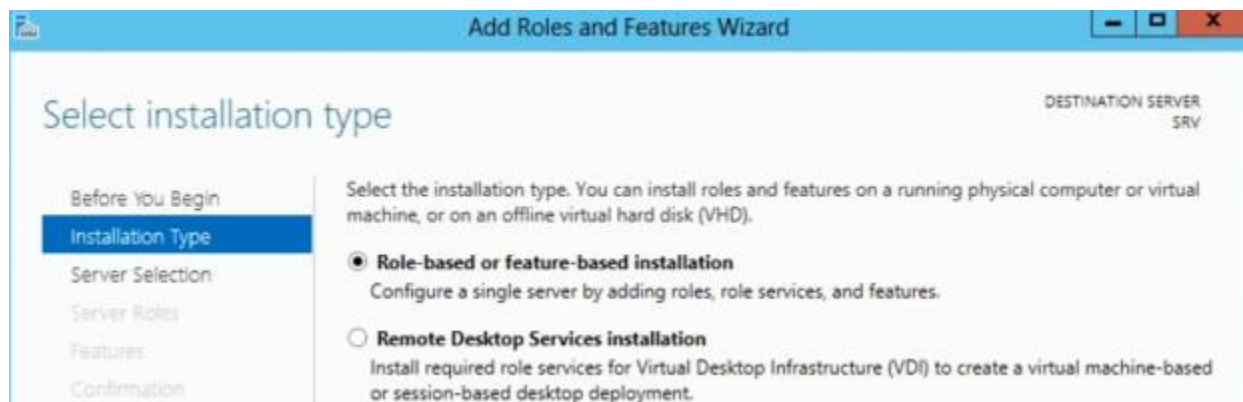 Add Roles and Features Wizard
Select installation type
DESTINATION SERVER
SRV
Before You Begin
Installation Type
Server Selection
Server Roles
Features
Confirmation
Select the installation type. You can install roles and features on a running physical computer or virtual
machine, or on an offline virtual hard disk (VHD).
Role-based or feature-based installation
Configure a single server by adding roles, role services, and features.
Remote Desktop Services installation
Install required role services for Virtual Desktop Infrastructure (VDI) to create a virtual machine-based
or session-based desktop deployment.